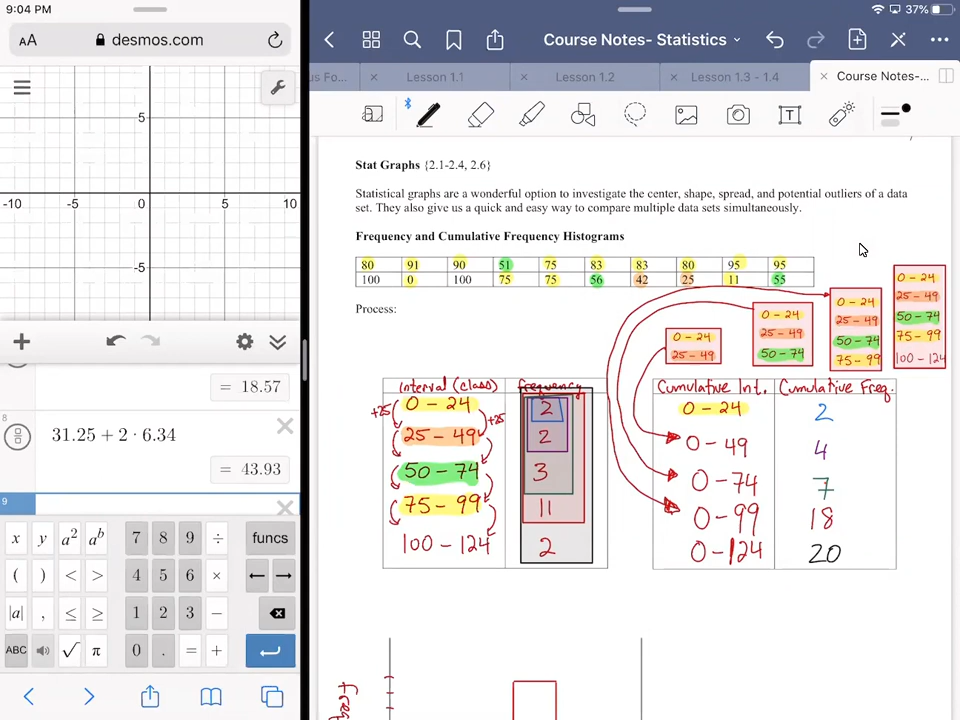 9:04 PM
37%
AA desmos.com
Course Notes- Statistics
us Fo...
Lesson 1.1
Lesson 1.2
Lesson 1.3 - 1.4
Course Notes-...
5
-10 -5 0 5 10
-5
= 18.57
8
31.25 + 2 · 6.34
= 43.93
9
x y a² aᵇ 7 8 9 ÷ funcs
( ) < > 4 5 6 × ← →
|a| , ≤ ≥ 1 2 3 −
ABC √ π 0 . = +
Stat Graphs {2.1-2.4, 2.6}
Statistical graphs are a wonderful option to investigate the center, shape, spread, and potential outliers of a data
set. They also give us a quick and easy way to compare multiple data sets simultaneously.
Frequency and Cumulative Frequency Histograms
80 91 90 51 75 83 83 80 95 95
100 0 100 75 75 56 42 25 11 55
Process:
0-24
25-49
0-24
25-49
50-74
0-24
25-49
50-74
75-99
0-24
25-49
50-74
75-99
100-124
Interval (class) frequency
+25 0-24 +25 2
25-49 2
50-74 3
75-99 11
100-124 2
Cumulative Int. Cumulative Freq.
0-24 2
0-49 4
0-74 7
0-99 18
0-124 20